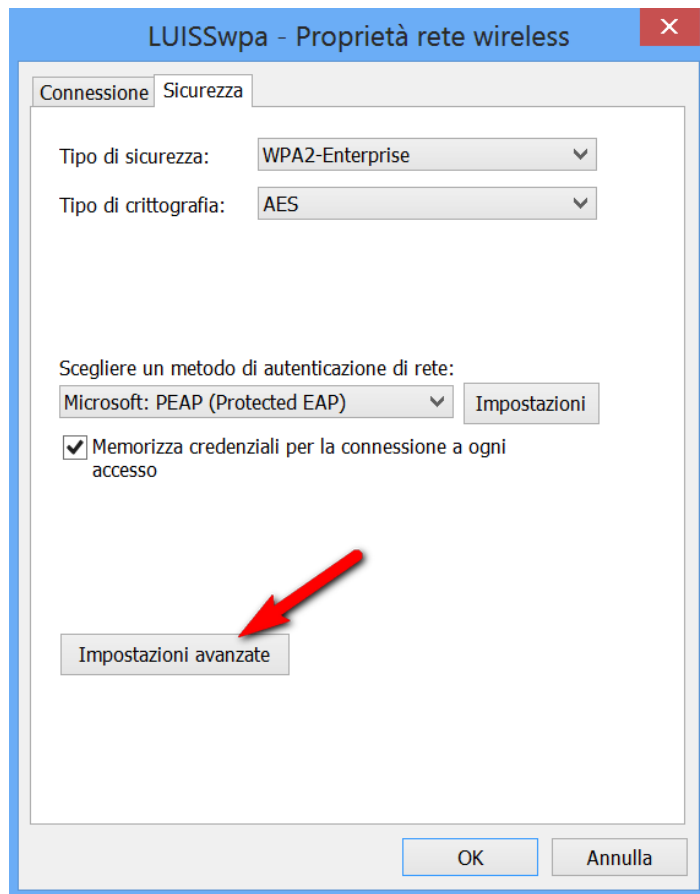 LUISSwpa - Proprietà rete wireless
Connessione Sicurezza
Tipo di sicurezza: WPA2-Enterprise
Tipo di crittografia: AES
Scegliere un metodo di autenticazione di rete:
Microsoft: PEAP (Protected EAP) Impostazioni
Memorizza credenziali per la connessione a ogni
accesso
Impostazioni avanzate
OK Annulla